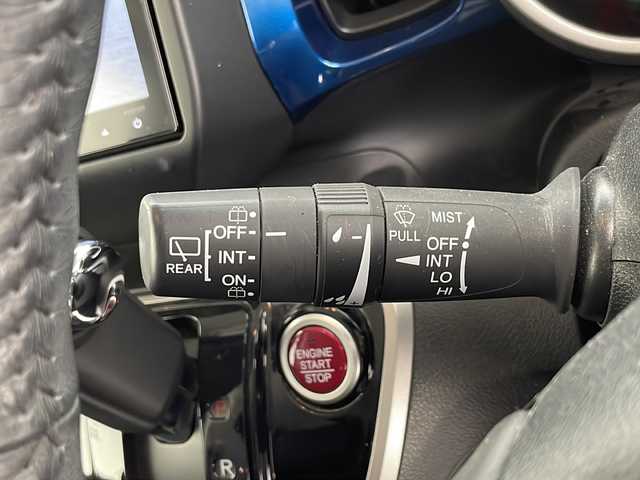 OFF
INT
ON
REAR
PULL
MIST
OFF
INT
LO
HI
ENGINE
START
STOP
R